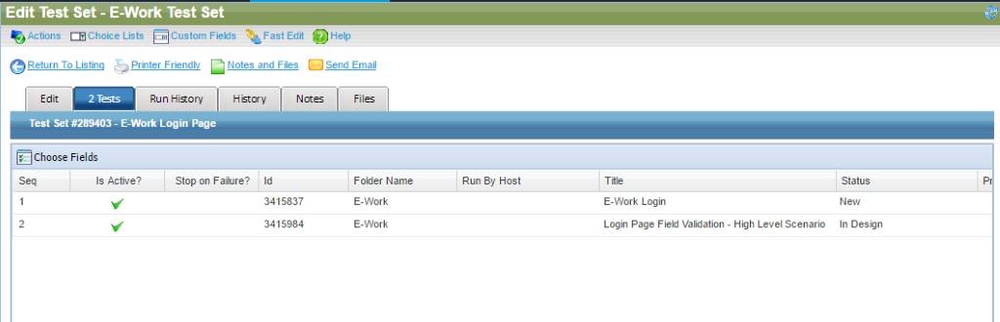 Edit Test Set - E-Work Test Set
Actions Choice Lists Custom Fields Fast Edit Help
Return To Listing Printer Friendly Notes and Files Send Email
Edit 2 Tests Run History History Notes Files
Test Set #289403 - E-Work Login Page
Choose Fields
Seq Is Active? Stop on Failure? Id Folder Name Run By Host Title Status Pr
1 3415837 E-Work E-Work Login New
2 3415984 E-Work Login Page Field Validation - High Level Scenario In Design